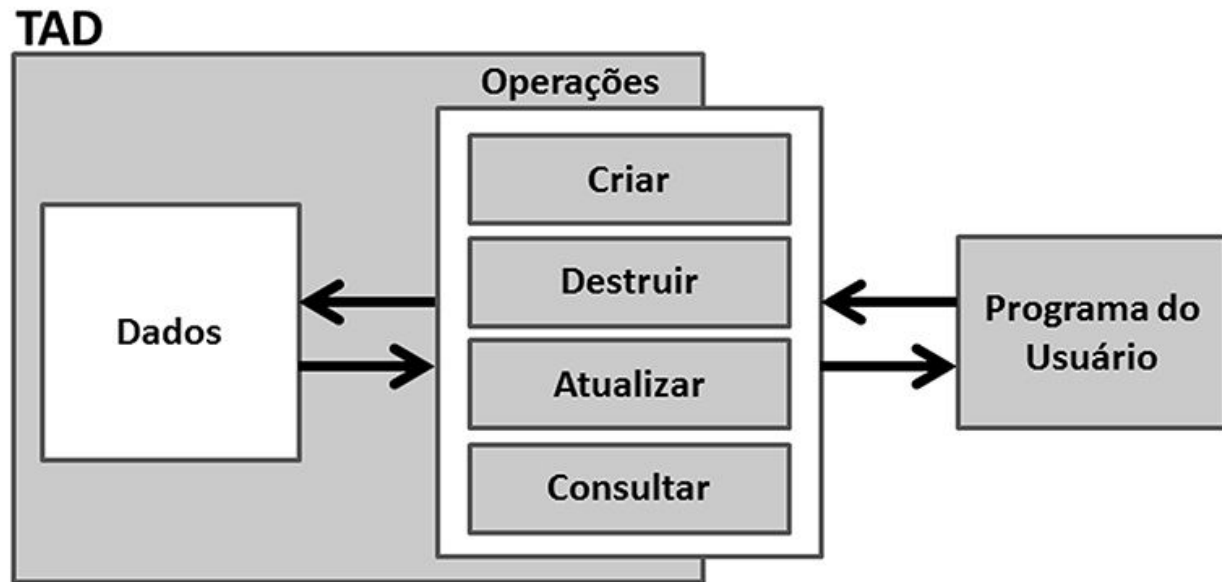 TAD
Operações
Criar
Destruir
Atualizar
Consultar
Dados
Programa do
Usuário